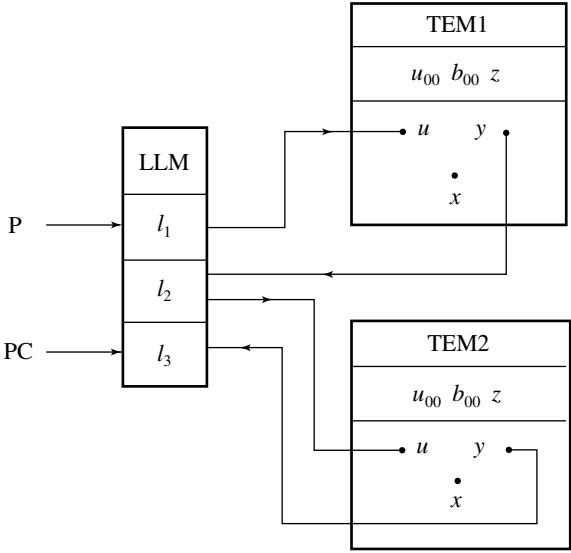 TEM1
u₀₀ b₀₀ z
u y
x
LLM
P
l₁
l₂
PC
l₃
TEM2
u₀₀ b₀₀ z
u y
x